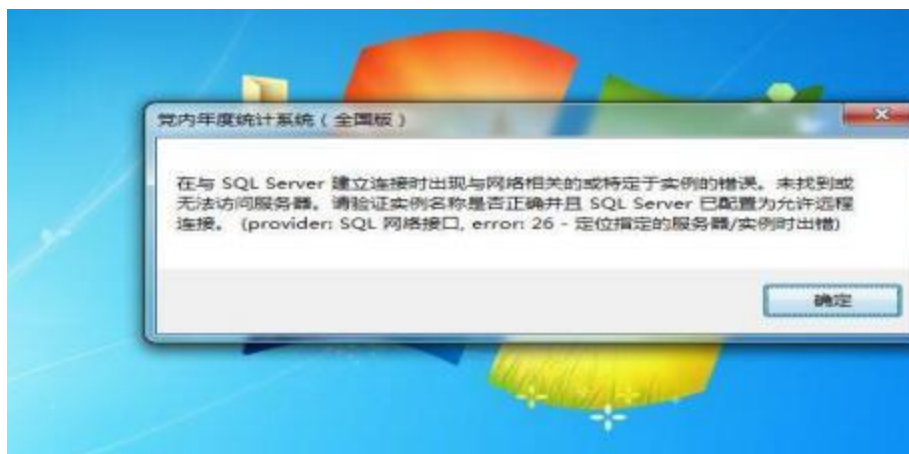 党内年度统计系统(全国版)
在与 SQL Server 建立连接时出现与网络相关的或特定于实例的错误。未找到或
无法访问服务器。请验证实例名称是否正确并且 SQL Server 已配置为允许远程
连接。 (provider: SQL 网络接口, error: 26 - 定位指定的服务器/实例时出错)
确定